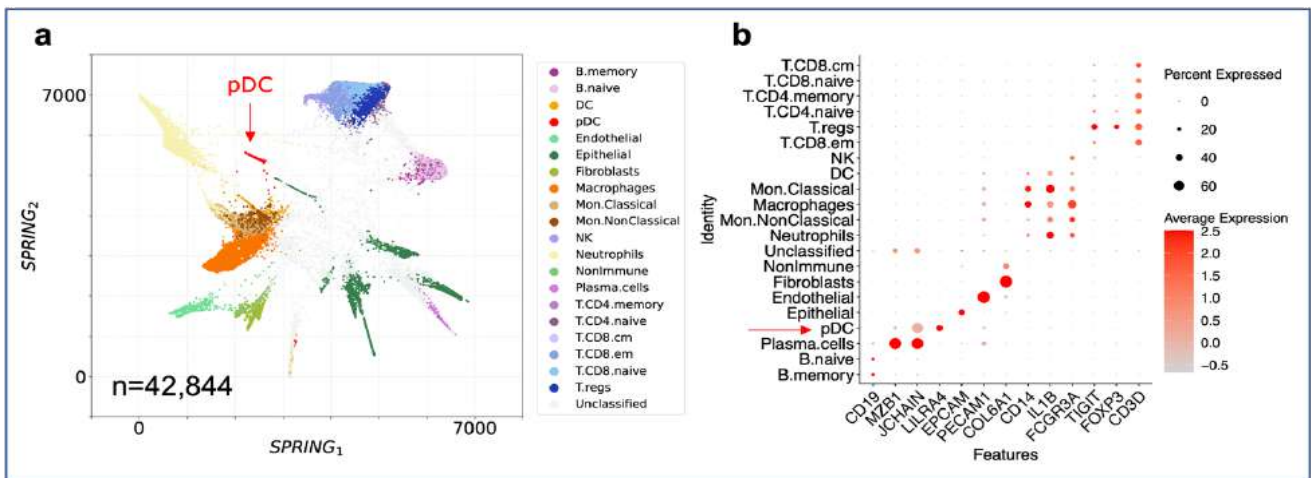 a
pDC
7000
0
SPRING2
0
7000
SPRING1
n=42,844
B.memory
B.naive
DC
pDC
Endothelial
Epithelial
Fibroblasts
Macrophages
Mon.Classical
Mon.NonClassical
NK
Neutrophils
NonImmune
Plasma.cells
T.CD4.memory
T.CD4.naive
T.CD8.cm
T.CD8.em
T.CD8.naive
T.regs
Unclassified
b
Identity
T.CD8.cm
T.CD8.naive
T.CD4.memory
T.CD4.naive
T.regs
T.CD8.em
NK
DC
Mon.Classical
Macrophages
Mon.NonClassical
Neutrophils
Unclassified
NonImmune
Fibroblasts
Endothelial
Epithelial
pDC
Plasma.cells
B.naive
B.memory
CD19
MZB1
JCHAIN
LILRA4
EPCAM
PECAM1
COL6A1
CD14
IL1B
FCGR3A
TIGIT
FOXP3
CD3D
Features
Percent Expressed
0
20
40
60
Average Expression
2.5
2.0
1.5
1.0
0.5
0.0
-0.5